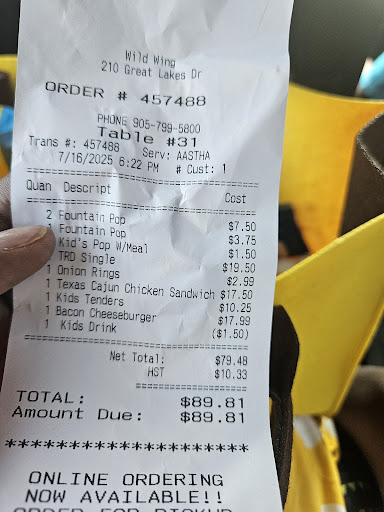 Wild Wing
210 Great Lakes Dr
ORDER # 457488
PHONE 905-799-5800
Table #31
Trans #: 457488 Serv: AASTHA
7/16/2025 6:22 PM # Cust: 1
Quan Descript Cost
2 Fountain Pop $7.50
1 Fountain Pop $3.75
Kid's Pop W/Meal $1.50
TRD Single $19.50
1 Onion Rings $2.99
1 Texas Cajun Chicken Sandwich $17.50
1 Kids Tenders $10.25
1 Bacon Cheeseburger $17.99
1 Kids Drink ($1.50)
Net Total: $79.48
HST $10.33
TOTAL: $89.81
Amount Due: $89.81
********************
ONLINE ORDERING
NOW AVAILABLE!!
ORDER FOR PICKUP